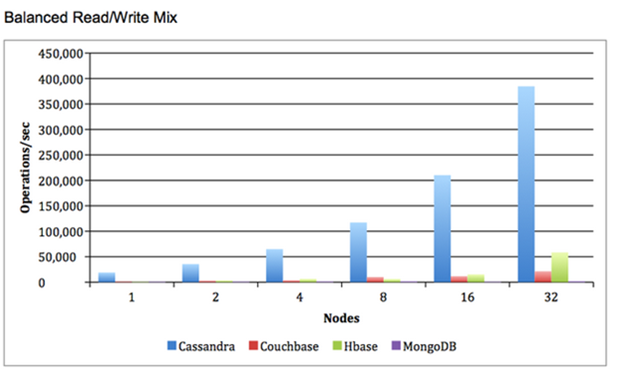 Balanced Read/Write Mix
450,000
400,000
350,000
300,000
250,000
200,000
150,000
100,000
50,000
0
Operations/sec
1 2 4 8 16 32
Nodes
Cassandra Couchbase Hbase MongoDB